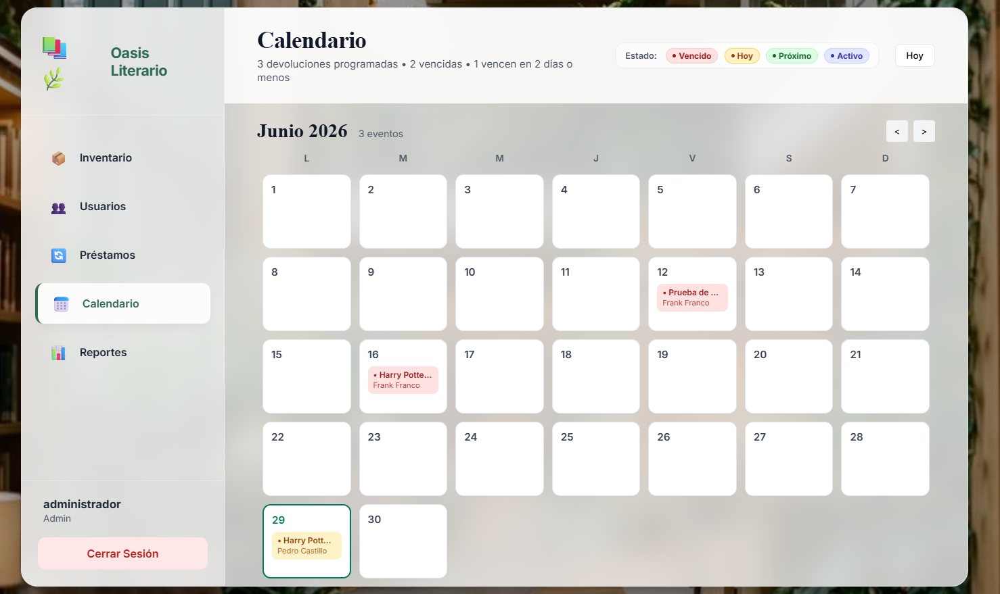 Oasis
Literario
Inventario
Usuarios
Préstamos
Calendario
Reportes
administrador
Admin
Cerrar Sesión
Calendario
3 devoluciones programadas • 2 vencidas • 1 vencen en 2 días o
menos
Estado: • Vencido • Hoy • Próximo • Activo
Hoy
Junio 2026 3 eventos
< >
L M M J V S D
1 2 3 4 5 6 7
8 9 10 11 12 13 14
• Prueba de ...
Frank Franco
15 16 17 18 19 20 21
• Harry Potte...
Frank Franco
22 23 24 25 26 27 28
29 30
• Harry Pott...
Pedro Castillo